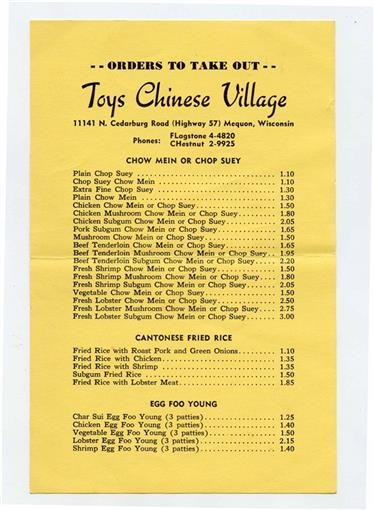 -- ORDERS TO TAKE OUT --
Toys Chinese Village
11141 N. Cedarburg Road (Highway 57) Mequon, Wisconsin
Phones: FLagstone 4-4820
CHestnut 2-9925
CHOW MEIN OR CHOP SUEY
Plain Chop Suey 1.10
Chop Suey Chow Mein 1.10
Extra Fine Chop Suey 1.30
Plain Chow Mein 1.30
Chicken Chow Mein or Chop Suey 1.50
Chicken Mushroom Chow Mein or Chop Suey 1.80
Chicken Subgum Chow Mein or Chop Suey 2.05
Pork Subgum Chow Mein or Chop Suey 1.65
Mushroom Chow Mein or Chop Suey 1.50
Beef Tenderloin Chow Mein or Chop Suey 1.65
Beef Tenderloin Mushroom Chow Mein or Chop Suey 1.95
Beef Tenderloin Subgum Chow Mein or Chop Suey 2.20
Fresh Shrimp Chow Mein or Chop Suey 1.50
Fresh Shrimp Mushroom Chow Mein or Chop Suey 1.80
Fresh Shrimp Subgum Chow Mein or Chop Suey 2.05
Vegetable Chow Mein or Chop Suey 1.50
Fresh Lobster Chow Mein or Chop Suey 2.50
Fresh Lobster Mushroom Chow Mein or Chop Suey 2.75
Fresh Lobster Subgum Chow Mein or Chop Suey 3.00
CANTONESE FRIED RICE
Fried Rice with Roast Pork and Green Onions 1.10
Fried Rice with Chicken 1.35
Fried Rice with Shrimp 1.35
Subgum Fried Rice 1.50
Fried Rice with Lobster Meat 1.85
EGG FOO YOUNG
Char Sui Egg Foo Young (3 patties) 1.25
Chicken Egg Foo Young (3 patties) 1.40
Vegetable Egg Foo Young (3 patties) 1.50
Lobster Egg Foo Young (3 patties) 2.15
Shrimp Egg Foo Young (3 patties) 1.40